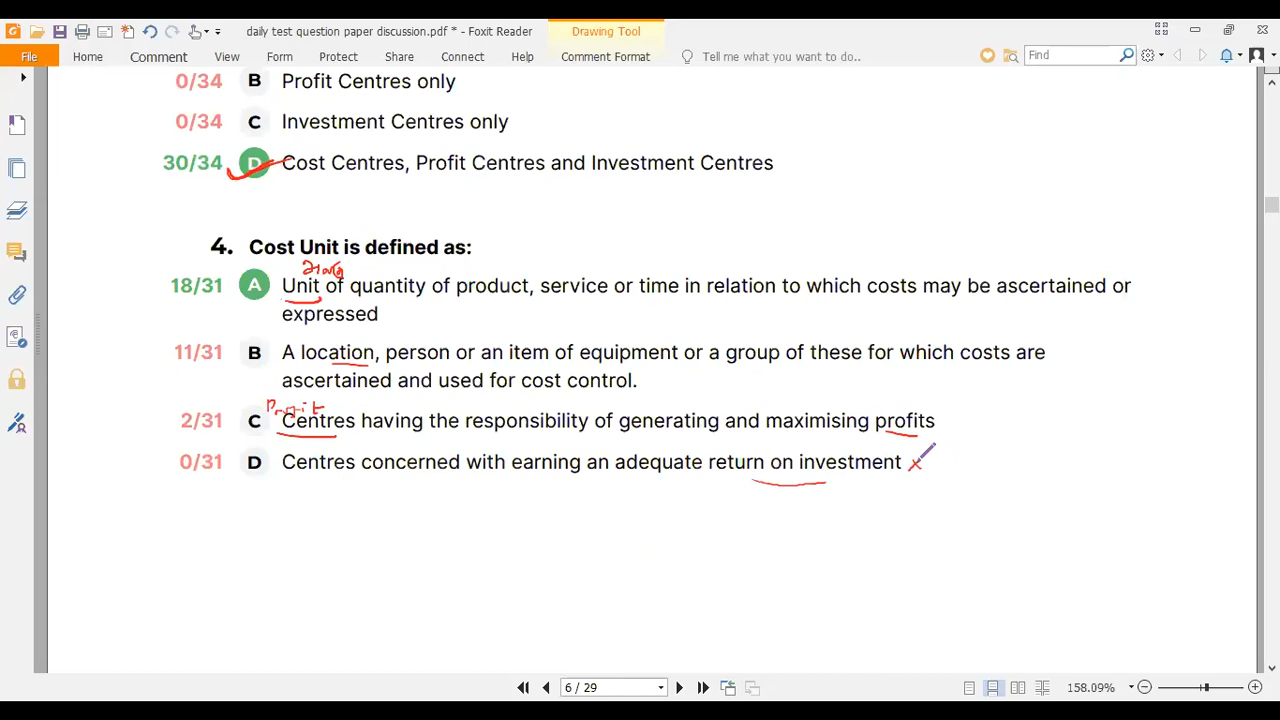 daily test question paper discussion.pdf * - Foxit Reader
Drawing Tool
File
Home
Comment
View
Form
Protect
Share
Connect
Help
Comment Format
Tell me what you want to do..
Find
0/34 B Profit Centres only
0/34 C Investment Centres only
30/34 D Cost Centres, Profit Centres and Investment Centres
4. Cost Unit is defined as:
18/31 A Unit of quantity of product, service or time in relation to which costs may be ascertained or
expressed
11/31 B A location, person or an item of equipment or a group of these for which costs are
ascertained and used for cost control.
Profit
2/31 C Centres having the responsibility of generating and maximising profits
0/31 D Centres concerned with earning an adequate return on investment x
6 / 29
158.09%